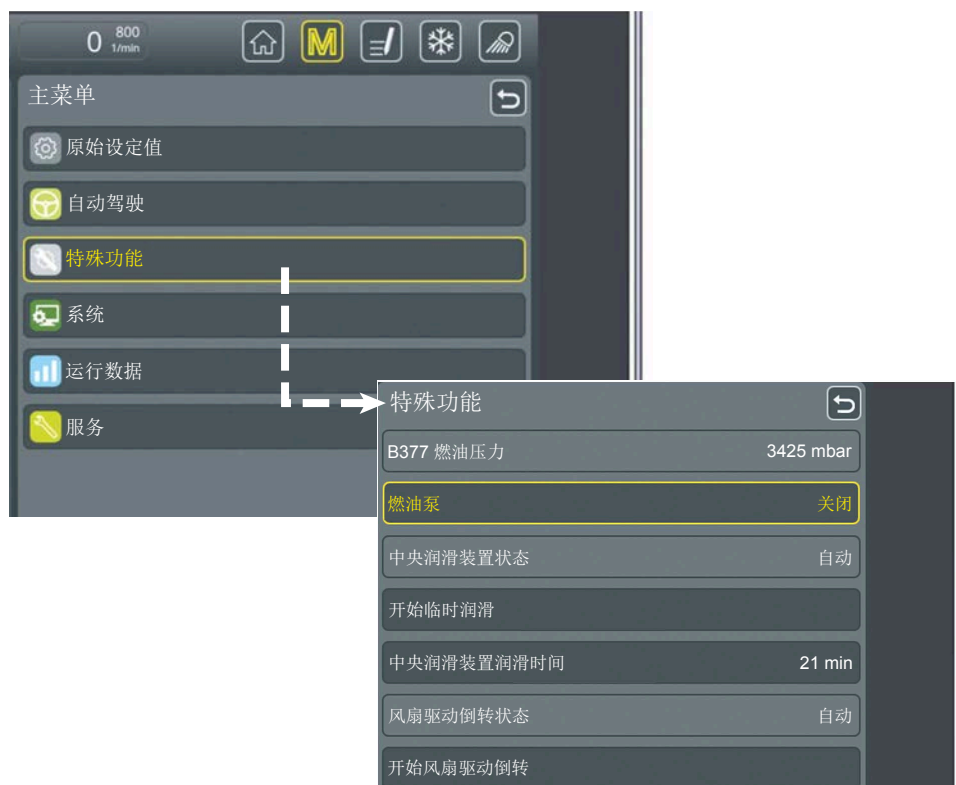 0 800
1/min
M
主菜单
原始设定值
自动驾驶
特殊功能
系统
运行数据
服务
特殊功能
B377 燃油压力 3425 mbar
燃油泵 关闭
中央润滑装置状态 自动
开始临时润滑
中央润滑装置润滑时间 21 min
风扇驱动倒转状态 自动
开始风扇驱动倒转